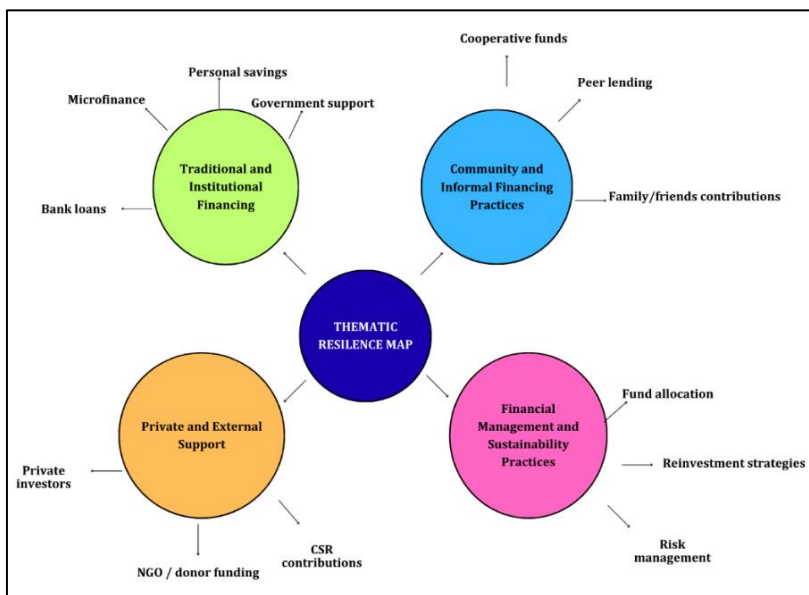 Cooperative funds
Personal savings
Peer lending
Microfinance
Government support
Traditional and
Institutional
Financing
Community and
Informal Financing
Practices
Bank loans
Family/friends contributions
THEMATIC
RESILENCE MAP
Private and External
Support
Financial
Management and
Sustainability
Practices
Fund allocation
Private
investors
Reinvestment strategies
NGO / donor funding
CSR
contributions
Risk
management